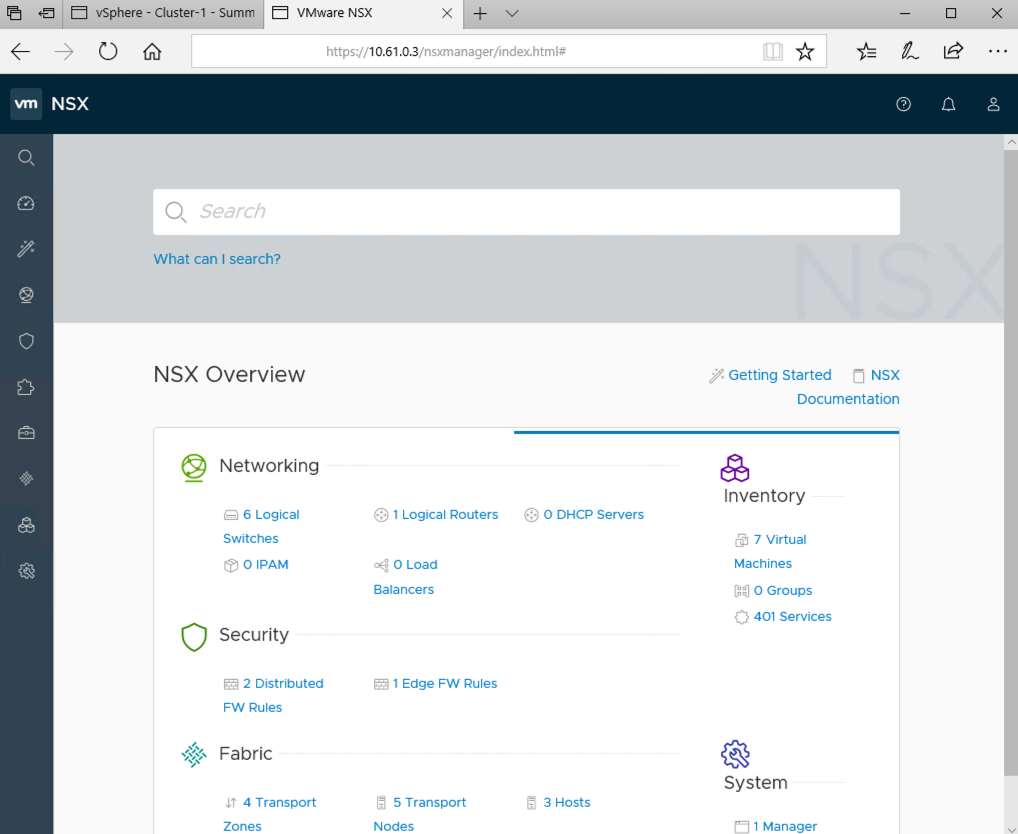 vSphere - Cluster-1 - Summ
VMware NSX
https://10.61.0.3/nsxmanager/index.html#
vm NSX
Search
What can I search?
NSX
NSX Overview
Getting Started
NSX
Documentation
Networking
6 Logical
Switches
1 Logical Routers
0 DHCP Servers
0 IPAM
0 Load
Balancers
Inventory
7 Virtual
Machines
0 Groups
401 Services
Security
2 Distributed
FW Rules
1 Edge FW Rules
Fabric
4 Transport
Zones
5 Transport
Nodes
3 Hosts
System
1 Manager